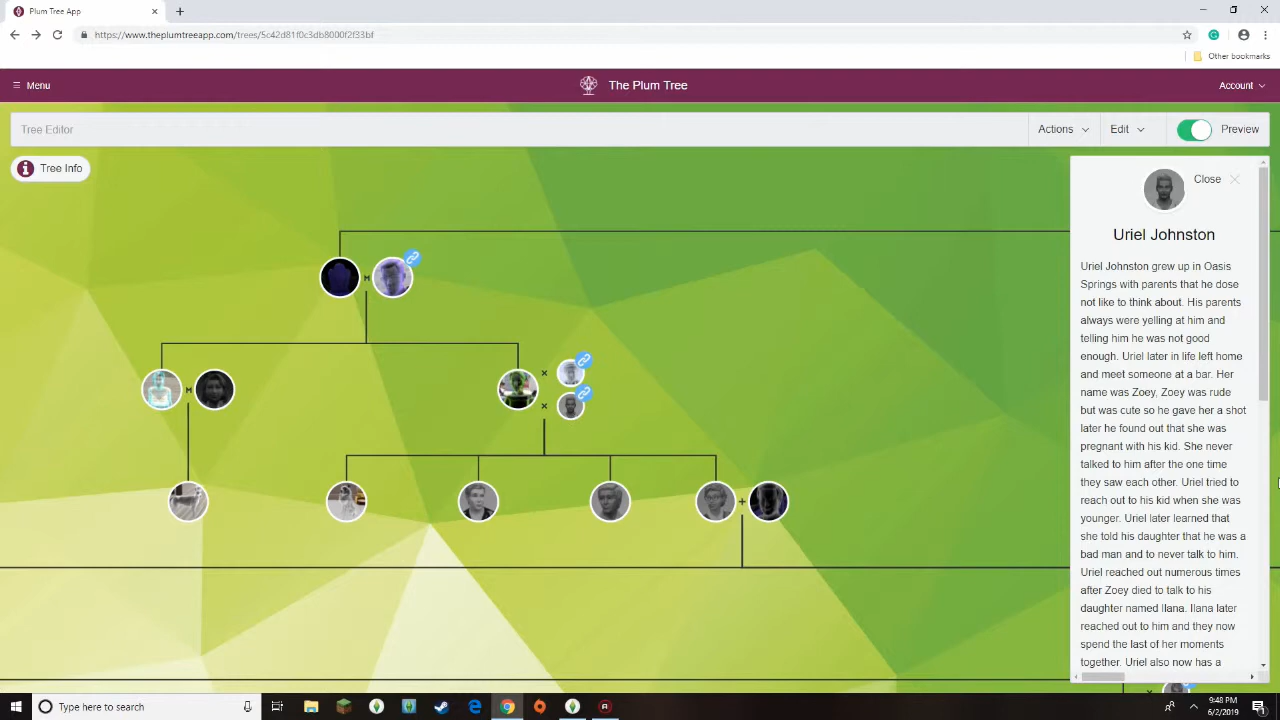 Plum Tree App
https://www.theplumtreeapp.com/trees/5c42d81f0c3db8000f2f33bf
Other bookmarks
Menu
The Plum Tree
Account
Tree Editor
Actions
Edit
Preview
Tree Info
Close
Uriel Johnston
Uriel Johnston grew up in Oasis
Springs with parents that he dose
not like to think about. His parents
always were yelling at him and
telling him he was not good
enough. Uriel later in life left home
and meet someone at a bar. Her
name was Zoey, Zoey was rude
but was cute so he gave her a shot
later he found out that she was
pregnant with his kid. She never
talked to him after the one time
they saw each other. Uriel tried to
reach out to his kid when she was
younger. Uriel later learned that
she told his daughter that he was a
bad man and to never talk to him.
Uriel reached out numerous times
after Zoey died to talk to his
daughter named Ilana. Ilana later
reached out to him and they now
spend the last of her moments
together. Uriel also now has a
Type here to search
9:48 PM
6/2/2019